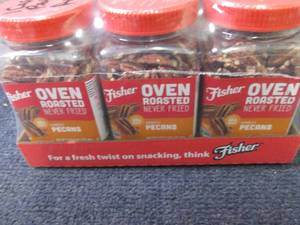 Fisher
Fisher OVEN ROASTED NEVER FRIED PECANS
Fisher OVEN ROASTED NEVER FRIED PECANS
Fisher OVEN ROASTED NEVER FRIED PECANS
For a fresh twist on snacking, think Fisher